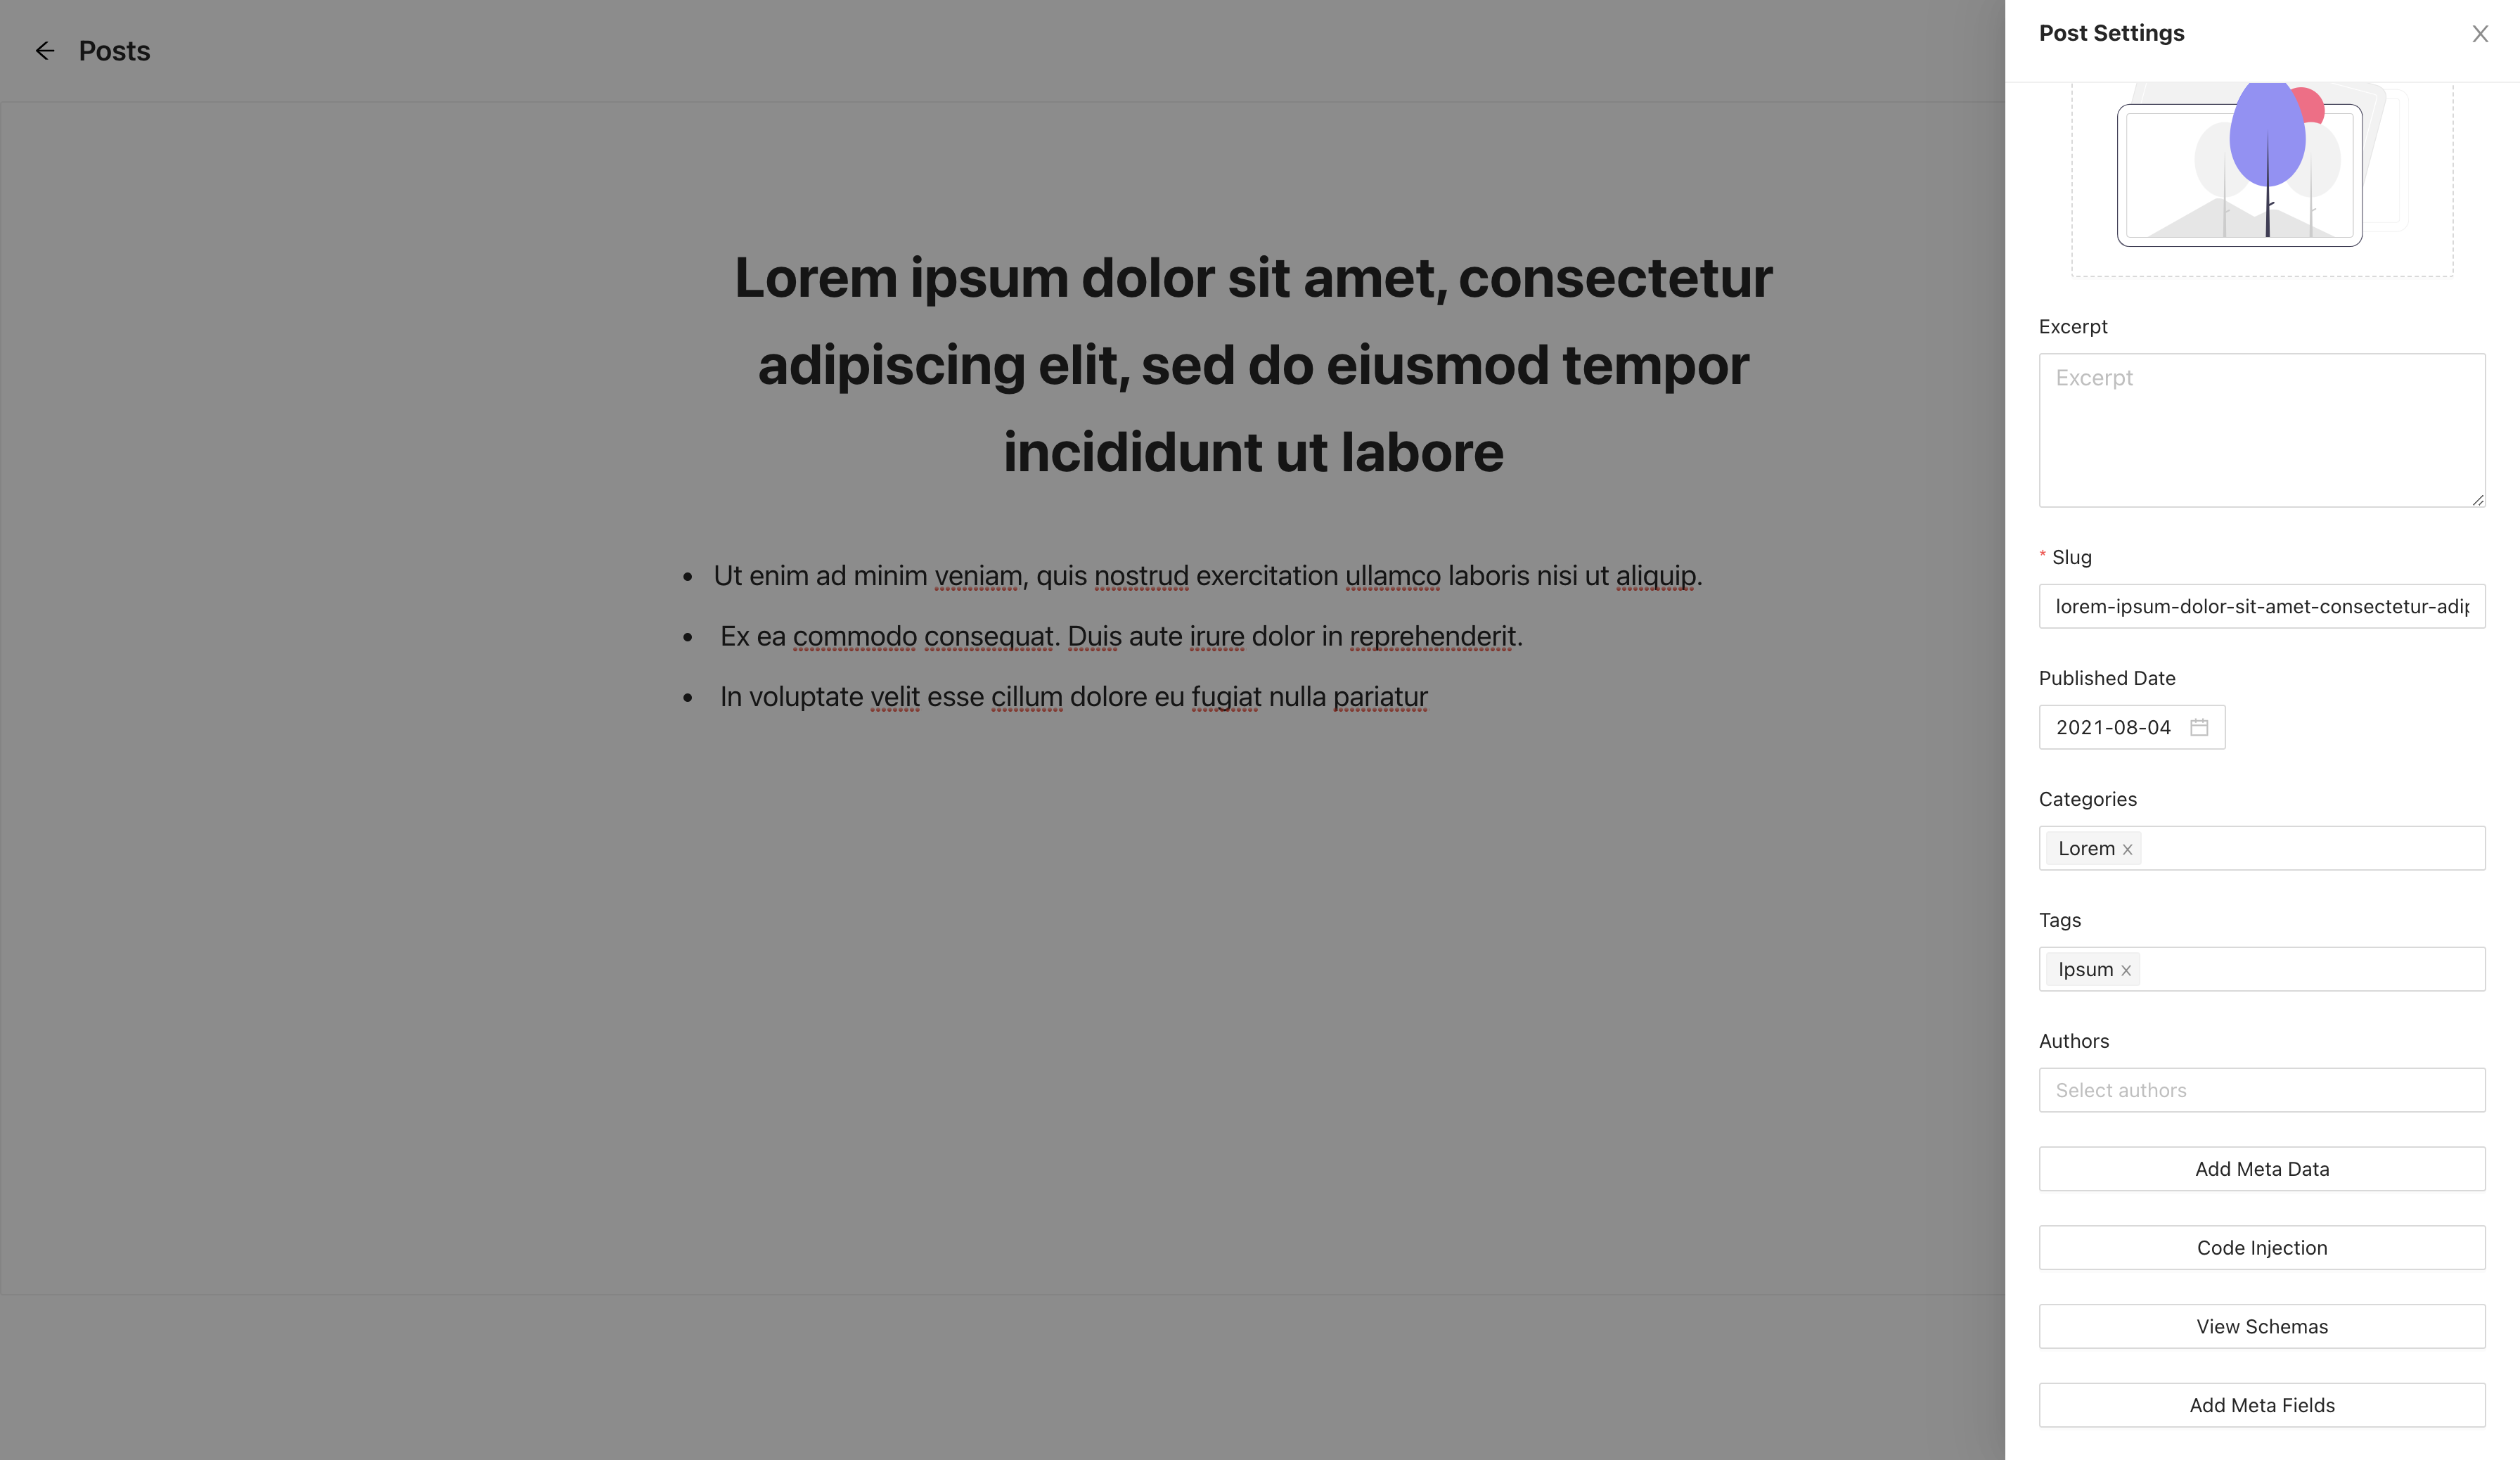 Posts
Lorem ipsum dolor sit amet, consectetur
adipiscing elit, sed do eiusmod tempor
incididunt ut labore
• Ut enim ad minim veniam, quis nostrud exercitation ullamco laboris nisi ut aliquip.
• Ex ea commodo consequat. Duis aute irure dolor in reprehenderit.
• In voluptate velit esse cillum dolore eu fugiat nulla pariatur
Post Settings
Excerpt
Excerpt
* Slug
lorem-ipsum-dolor-sit-amet-consectetur-adip
Published Date
2021-08-04
Categories
Lorem
Tags
Ipsum
Authors
Select authors
Add Meta Data
Code Injection
View Schemas
Add Meta Fields